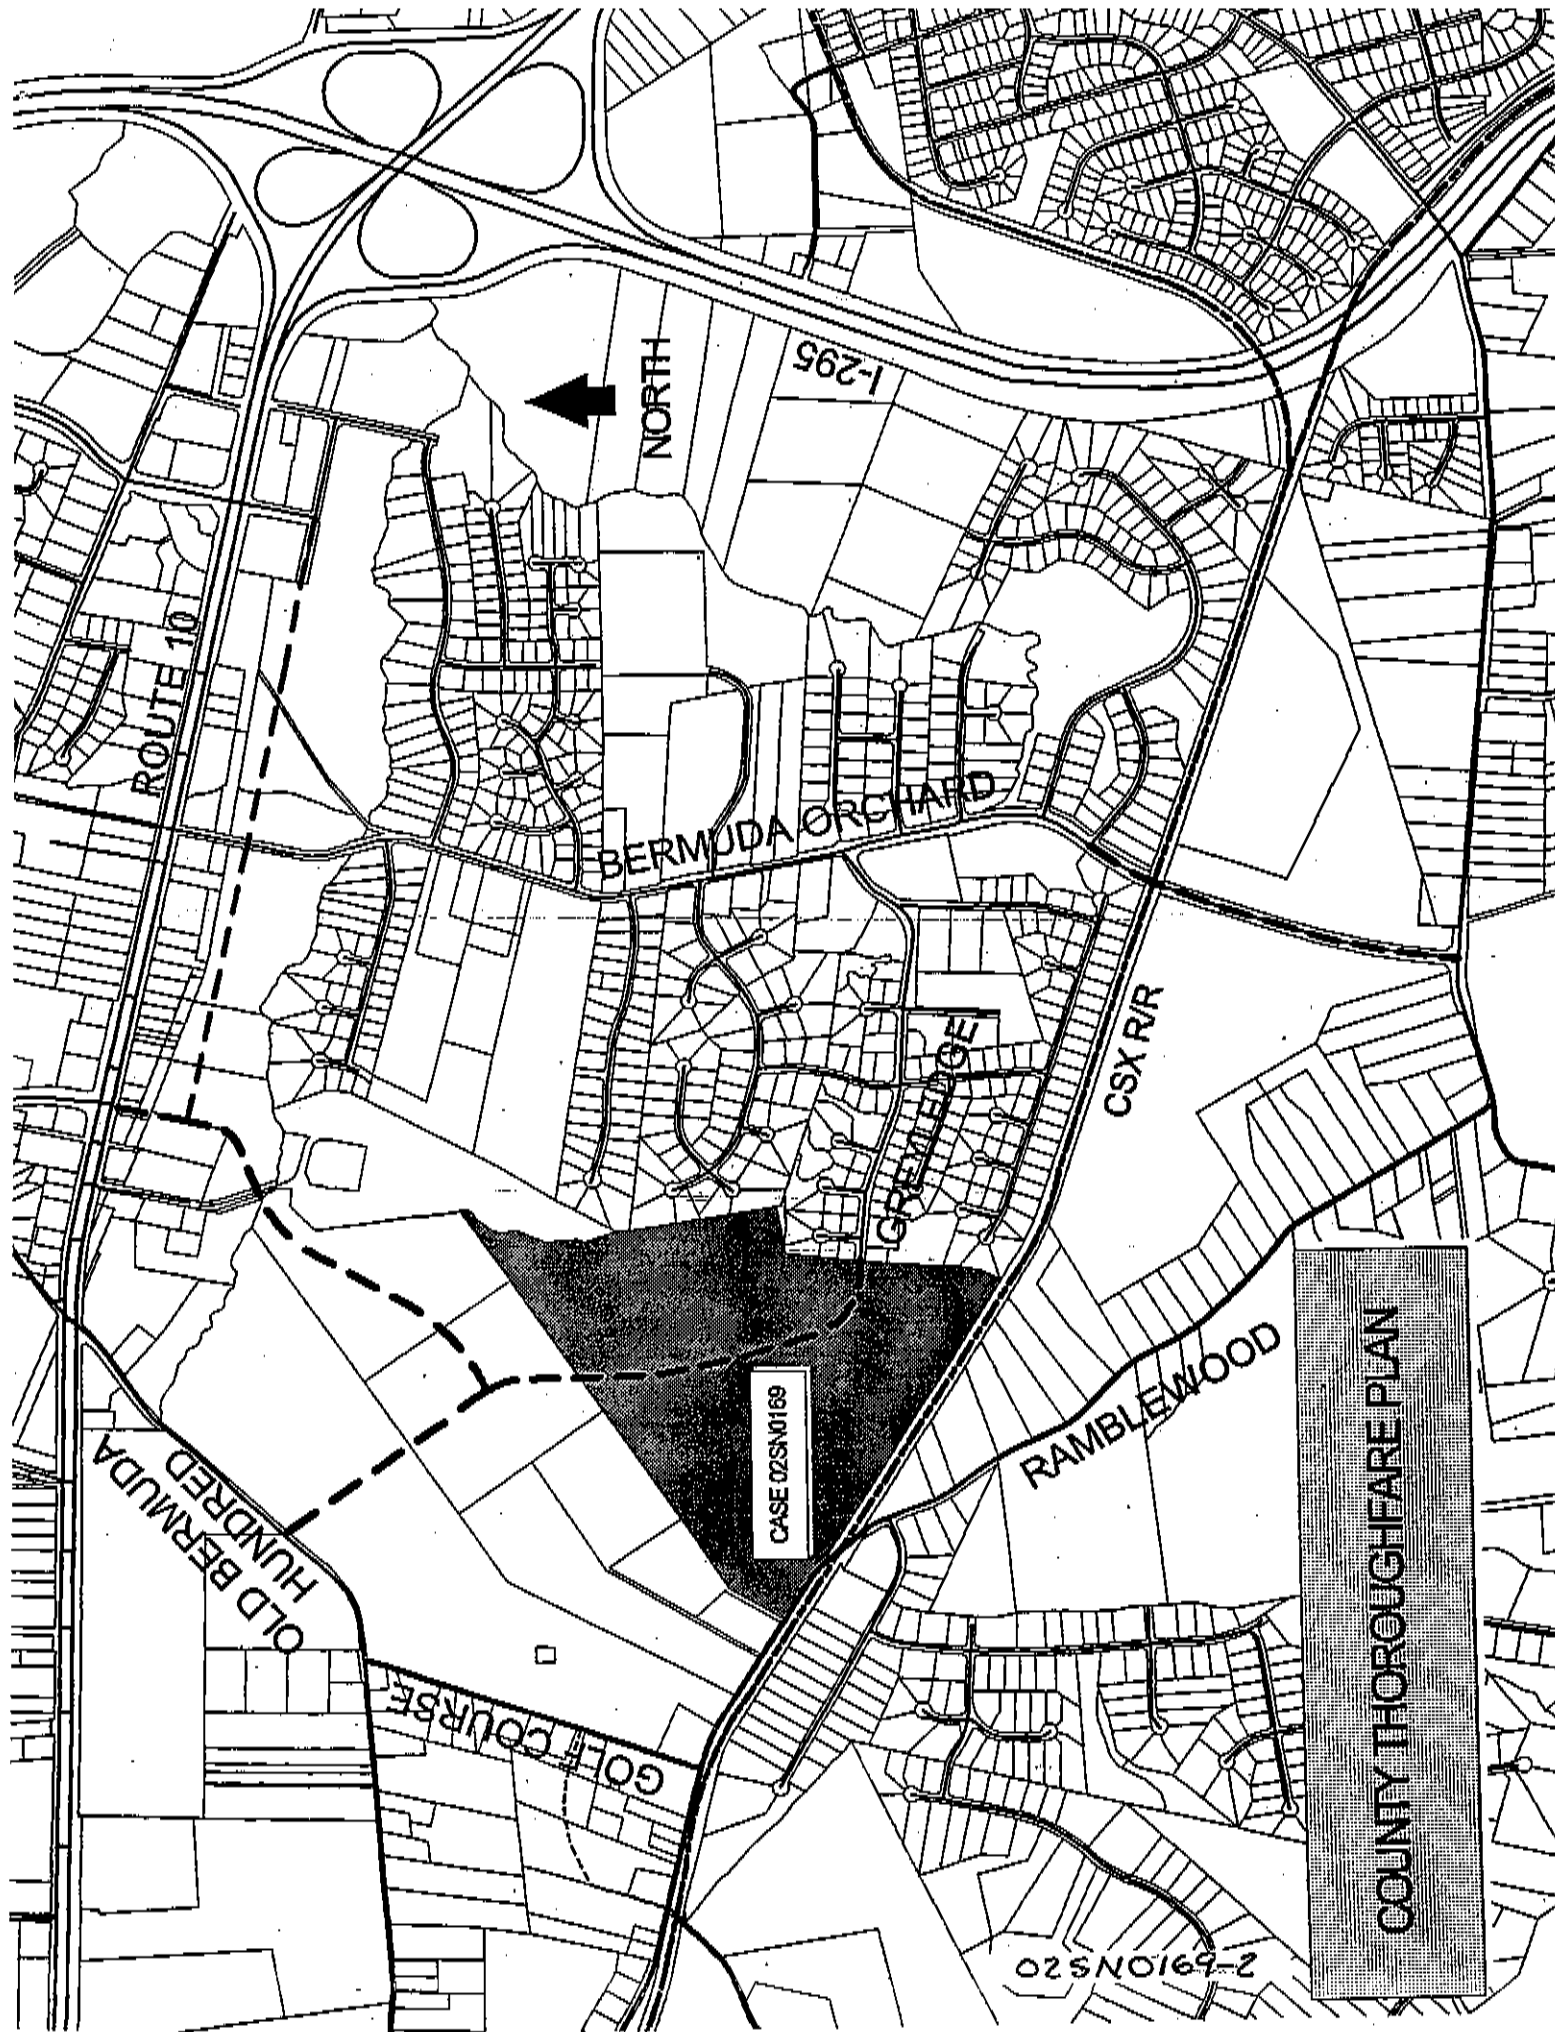 ROUTE 10
I-295
NORTH
BERMUDA ORCHARD
OLD BERMUDA
HUNDRED
GREYLEDGE
CSX R/R
CASE 02SN0169
GOLF COURSE
RAMBLEWOOD
COUNTY THOROUGHFARE PLAN
02SN0169-2